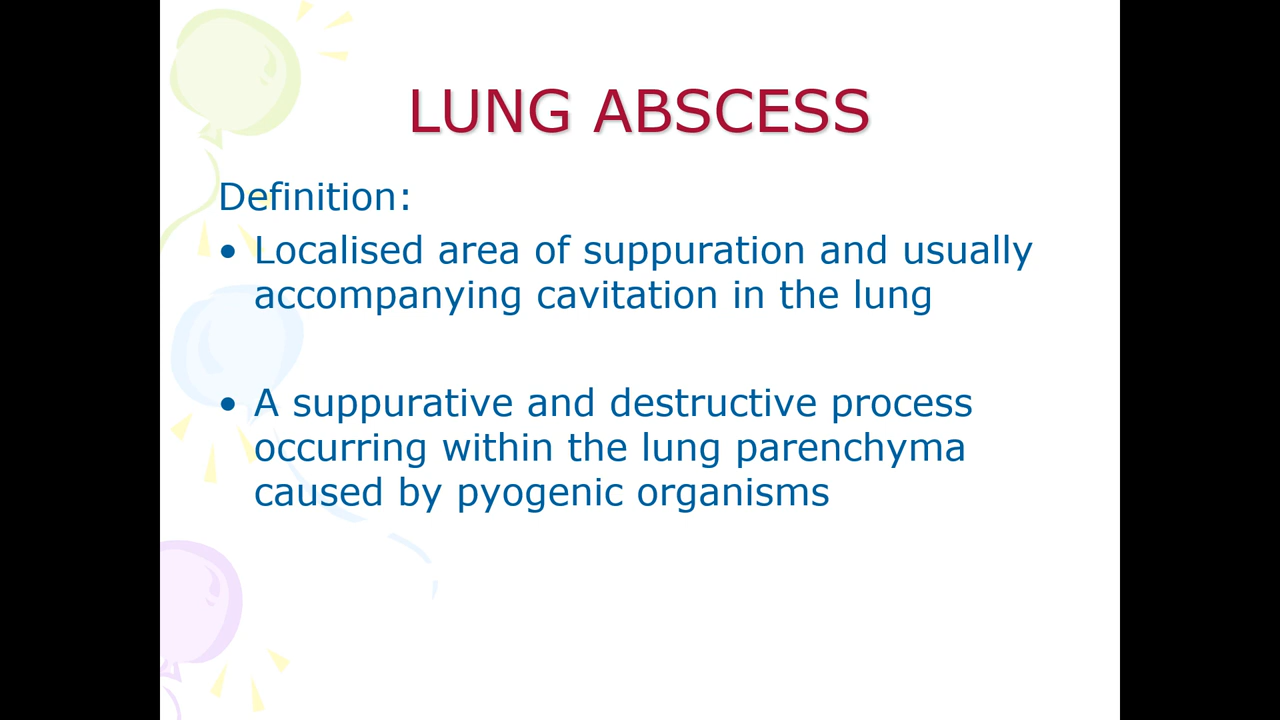 LUNG ABSCESS
Definition:
• Localised area of suppuration and usually
accompanying cavitation in the lung
• A suppurative and destructive process
occurring within the lung parenchyma
caused by pyogenic organisms